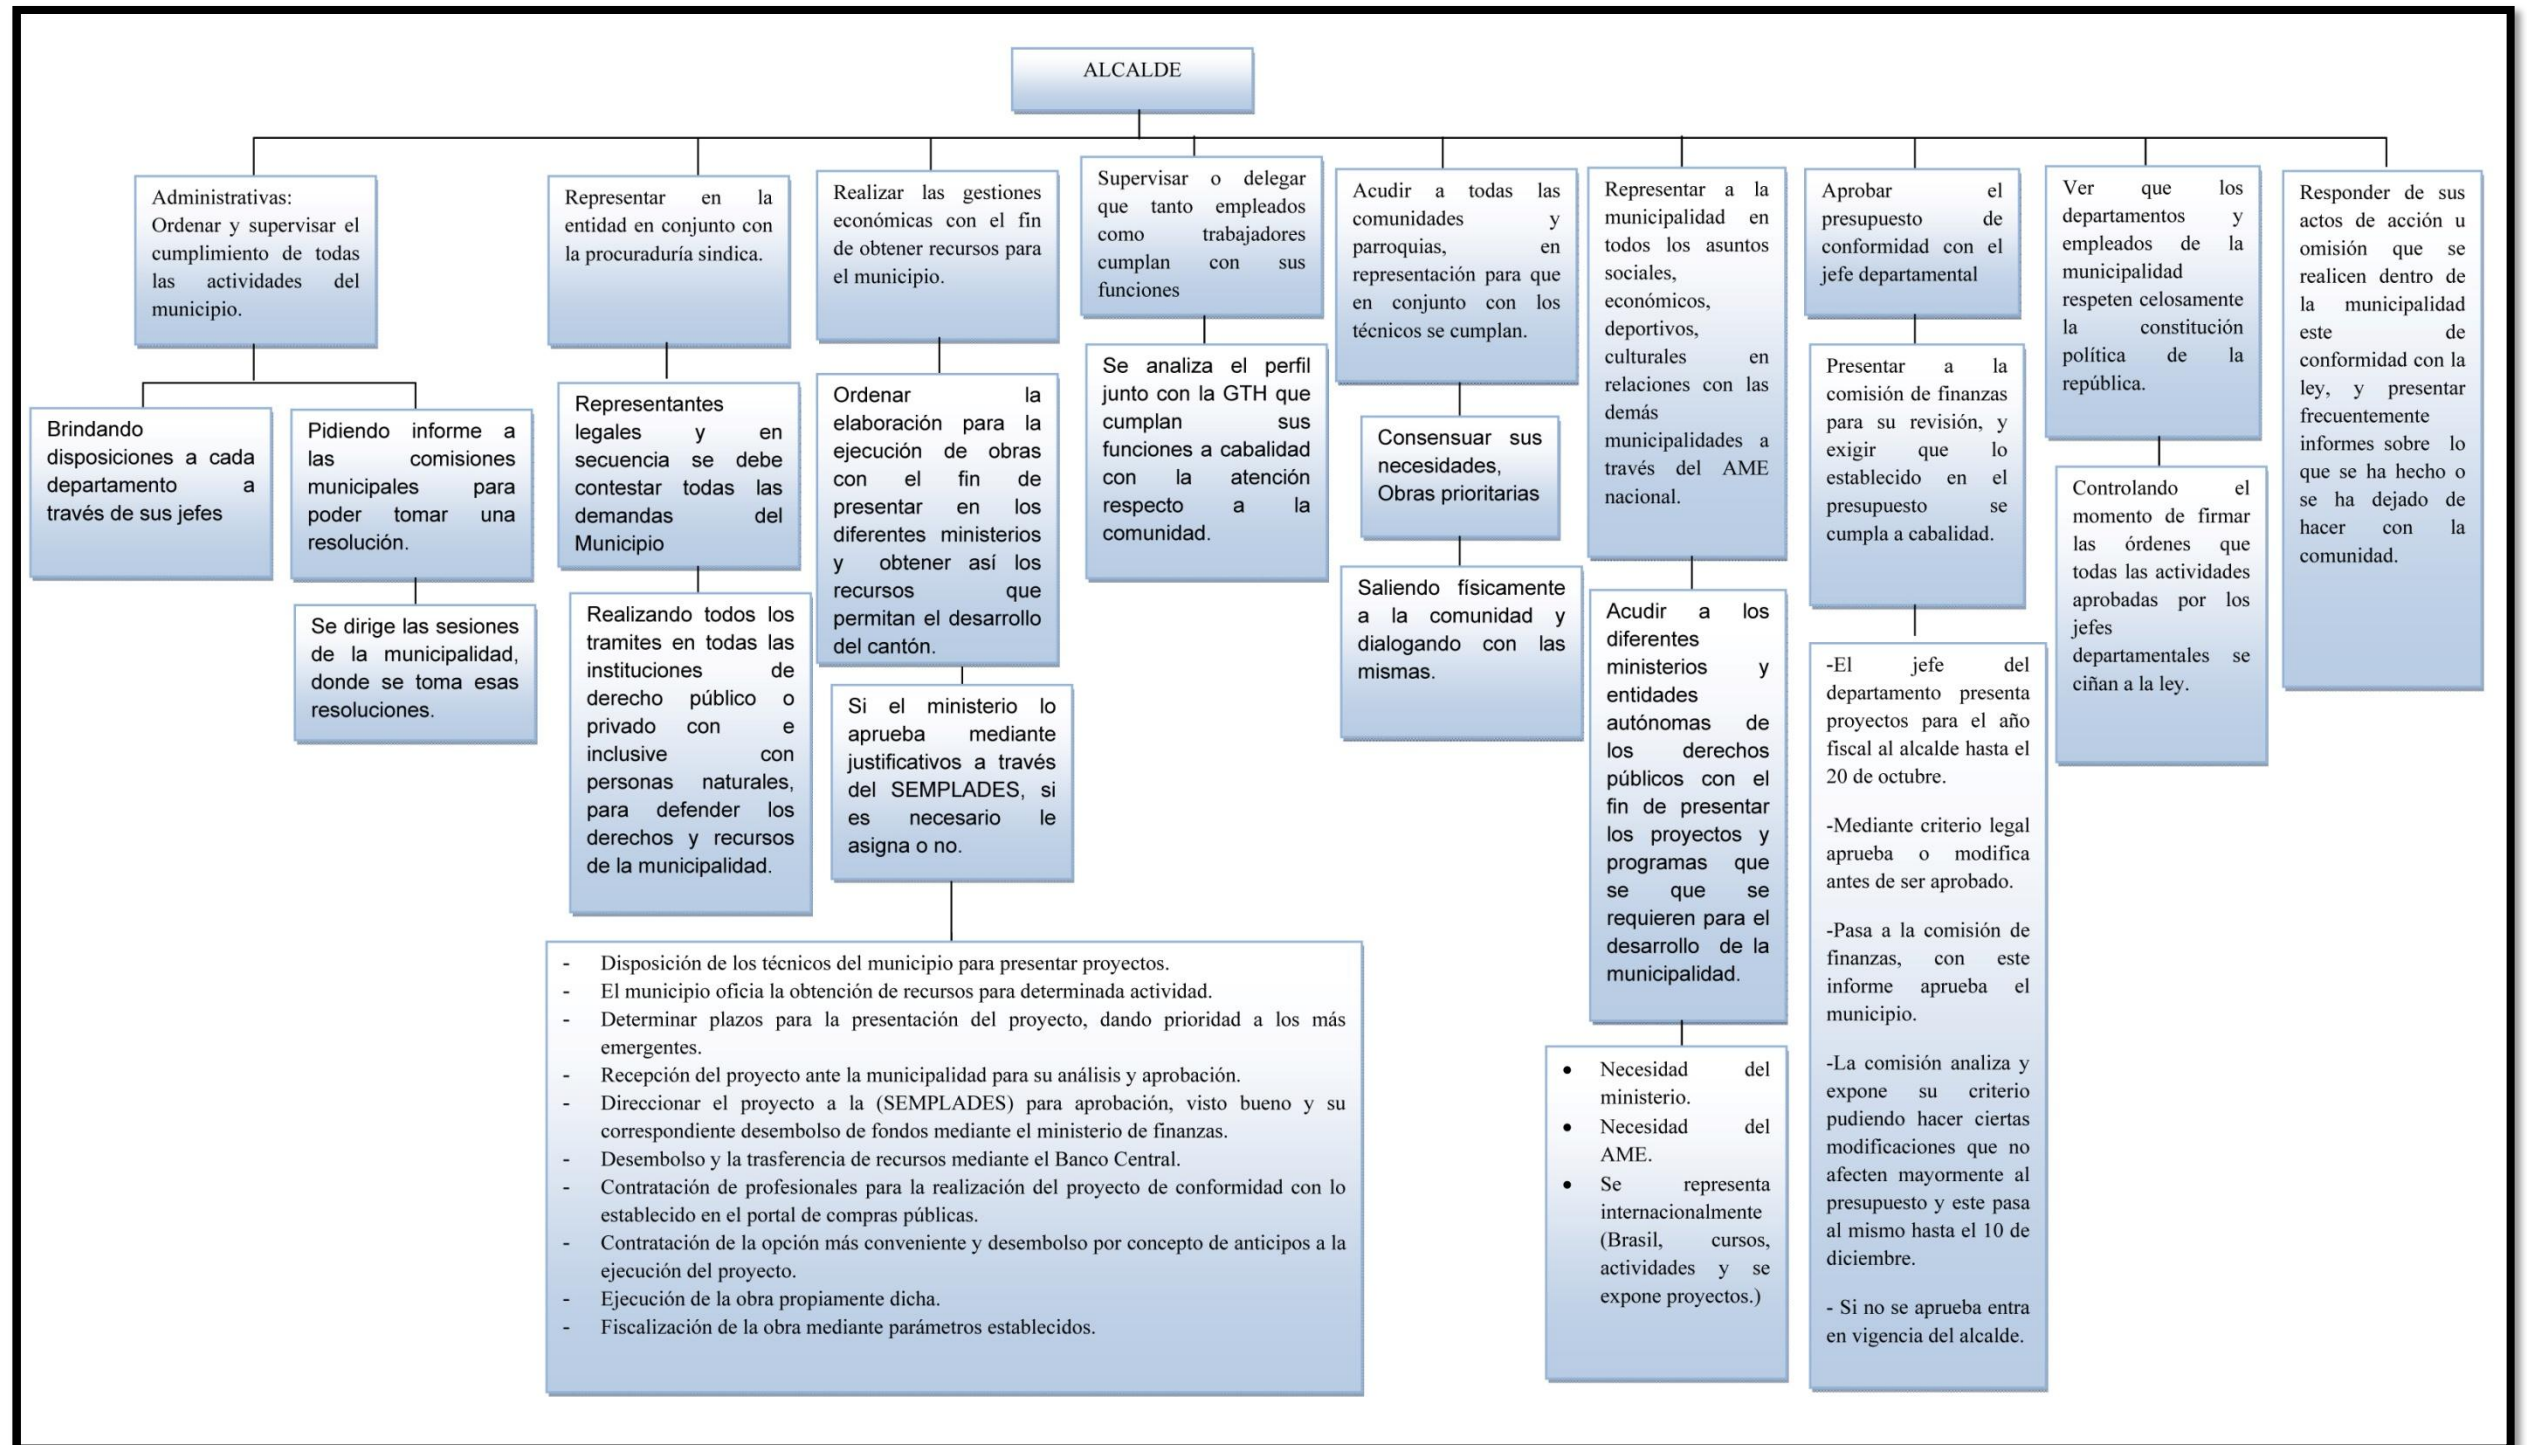 ALCALDE
Administrativas:
Ordenar y supervisar el
cumplimiento de todas
las actividades del
municipio.
Brindando
disposiciones a cada
departamento a
través de sus jefes
Pidiendo informe a
las comisiones
municipales para
poder tomar una
resolución.
Se dirige las sesiones
de la municipalidad,
donde se toma esas
resoluciones.
Representar en la
entidad en conjunto con
la procuraduría sindica.
Representantes
legales y en
secuencia se debe
contestar todas las
demandas del
Municipio
Realizando todos los
tramites en todas las
instituciones de
derecho público o
privado con e
inclusive con
personas naturales,
para defender los
derechos y recursos
de la municipalidad.
Realizar las gestiones
económicas con el fin
de obtener recursos para
el municipio.
Ordenar la
elaboración para la
ejecución de obras
con el fin de
presentar en los
diferentes ministerios
y obtener así los
recursos que
permitan el desarrollo
del cantón.
Si el ministerio lo
aprueba mediante
justificativos a través
del SEMPLADES, si
es necesario le
asigna o no.
- Disposición de los técnicos del municipio para presentar proyectos.
- El municipio oficia la obtención de recursos para determinada actividad.
- Determinar plazos para la presentación del proyecto, dando prioridad a los más
emergentes.
- Recepción del proyecto ante la municipalidad para su análisis y aprobación.
- Direccionar el proyecto a la (SEMPLADES) para aprobación, visto bueno y su
correspondiente desembolso de fondos mediante el ministerio de finanzas.
- Desembolso y la trasferencia de recursos mediante el Banco Central.
- Contratación de profesionales para la realización del proyecto de conformidad con lo
establecido en el portal de compras públicas.
- Contratación de la opción más conveniente y desembolso por concepto de anticipos a la
ejecución del proyecto.
- Ejecución de la obra propiamente dicha.
- Fiscalización de la obra mediante parámetros establecidos.
Supervisar o delegar
que tanto empleados
como trabajadores
cumplan con sus
funciones
Se analiza el perfil
junto con la GTH que
cumplan sus
funciones a cabalidad
con la atención
respecto a la
comunidad.
Acudir a todas las
comunidades y
parroquias, en
representación para que
en conjunto con los
técnicos se cumplan.
Consensuar sus
necesidades,
Obras prioritarias
Saliendo físicamente
a la comunidad y
dialogando con las
mismas.
Representar a la
municipalidad en
todos los asuntos
sociales,
económicos,
deportivos,
culturales en
relaciones con las
demás
municipalidades a
través del AME
nacional.
Acudir a los
diferentes
ministerios y
entidades
autónomas de
los derechos
públicos con el
fin de presentar
los proyectos y
programas que
se que se
requieren para el
desarrollo de la
municipalidad.
• Necesidad del
ministerio.
• Necesidad del
AME.
• Se representa
internacionalmente
(Brasil, cursos,
actividades y se
expone proyectos.)
Aprobar el
presupuesto de
conformidad con el
jefe departamental
Presentar a la
comisión de finanzas
para su revisión, y
exigir que lo
establecido en el
presupuesto se
cumpla a cabalidad.
-El jefe del
departamento presenta
proyectos para el año
fiscal al alcalde hasta el
20 de octubre.
-Mediante criterio legal
aprueba o modifica
antes de ser aprobado.
-Pasa a la comisión de
finanzas, con este
informe aprueba el
municipio.
-La comisión analiza y
expone su criterio
pudiendo hacer ciertas
modificaciones que no
afecten mayormente al
presupuesto y este pasa
al mismo hasta el 10 de
diciembre.
- Si no se aprueba entra
en vigencia del alcalde.
Ver que los
departamentos y
empleados de la
municipalidad
respeten celosamente
la constitución
política de la
república.
Controlando el
momento de firmar
las órdenes que
todas las actividades
aprobadas por los
jefes
departamentales se
ciñan a la ley.
Responder de sus
actos de acción u
omisión que se
realicen dentro de
la municipalidad
este de
conformidad con la
ley, y presentar
frecuentemente
informes sobre lo
que se ha hecho o
se ha dejado de
hacer con la
comunidad.